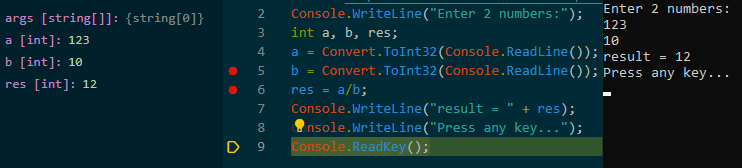 args [string[]]: {string[0]}
a [int]: 123
b [int]: 10
res [int]: 12
2 Console.WriteLine("Enter 2 numbers:");
3 int a, b, res;
4 a = Convert.ToInt32(Console.ReadLine());
5 b = Convert.ToInt32(Console.ReadLine());
6 res = a/b;
7 Console.WriteLine("result = " + res);
8 Console.WriteLine("Press any key...");
9 Console.ReadKey();
Enter 2 numbers:
123
10
result = 12
Press any key...